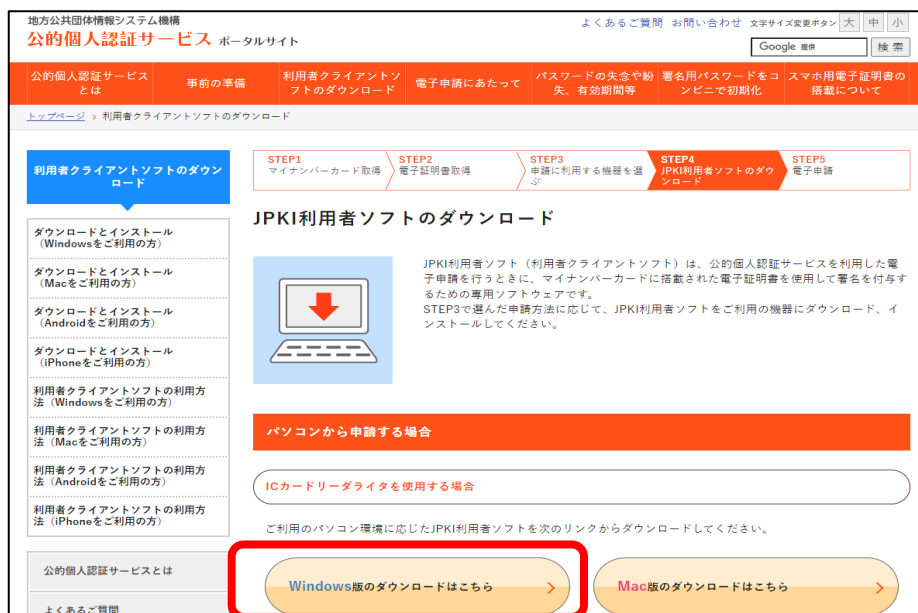 地方公共団体情報システム機構
公的個人認証サービス ポータルサイト
よくあるご質問 お問い合わせ 文字サイズ変更ボタン 大 中 小
Google 提供 検索
公的個人認証サービス
とは
事前の準備
利用者クライアントソ
フトのダウンロード
電子申請にあたって
パスワードの失念や紛
失、有効期間等
署名用パスワードをコ
ンビニで初期化
スマホ用電子証明書の
搭載について
トップページ > 利用者クライアントソフトのダウンロード
利用者クライアントソフトのダウン
ロード
ダウンロードとインストール
（Windowsをご利用の方）
ダウンロードとインストール
（Macをご利用の方）
ダウンロードとインストール
（Androidをご利用の方）
ダウンロードとインストール
（iPhoneをご利用の方）
利用者クライアントソフトの利用方
法（Windowsをご利用の方）
利用者クライアントソフトの利用方
法（Macをご利用の方）
利用者クライアントソフトの利用方
法（Androidをご利用の方）
利用者クライアントソフトの利用方
法（iPhoneをご利用の方）
公的個人認証サービスとは
よくあるご質問
STEP1
マイナンバーカード取得
STEP2
電子証明書取得
STEP3
申請に利用する機器を選
ぶ
STEP4
JPKI利用者ソフトのダウ
ンロード
STEP5
電子申請
JPKI利用者ソフトのダウンロード
JPKI利用者ソフト（利用者クライアントソフト）は、公的個人認証サービスを利用した電
子申請を行うときに、マイナンバーカードに搭載された電子証明書を使用して署名を付与す
るための専用ソフトウェアです。
STEP3で選んだ申請方法に応じて、JPKI利用者ソフトをご利用の機器にダウンロード、イ
ンストールしてください。
パソコンから申請する場合
ICカードリーダライタを使用する場合
ご利用のパソコン環境に応じたJPKI利用者ソフトを次のリンクからダウンロードしてください。
Windows版のダウンロードはこちら
Mac版のダウンロードはこちら